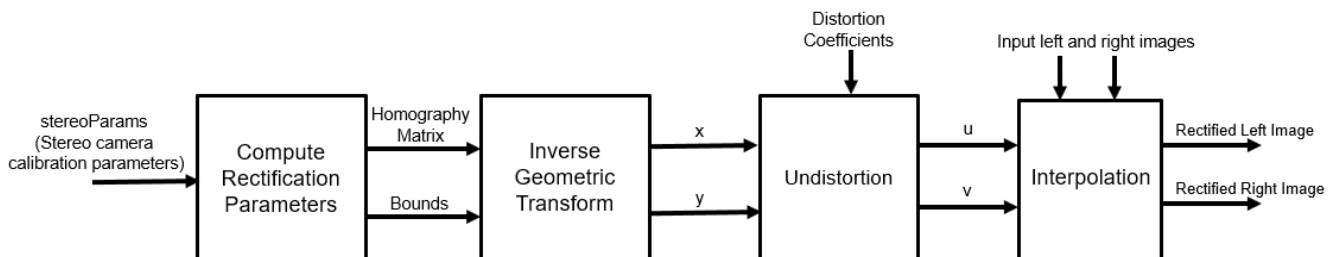 stereoParams
(Stereo camera
calibration parameters)
Compute
Rectification
Parameters
Homography
Matrix
Bounds
Inverse
Geometric
Transform
x
y
Distortion
Coefficients
Undistortion
u
v
Input left and right images
Interpolation
Rectified Left Image
Rectified Right Image